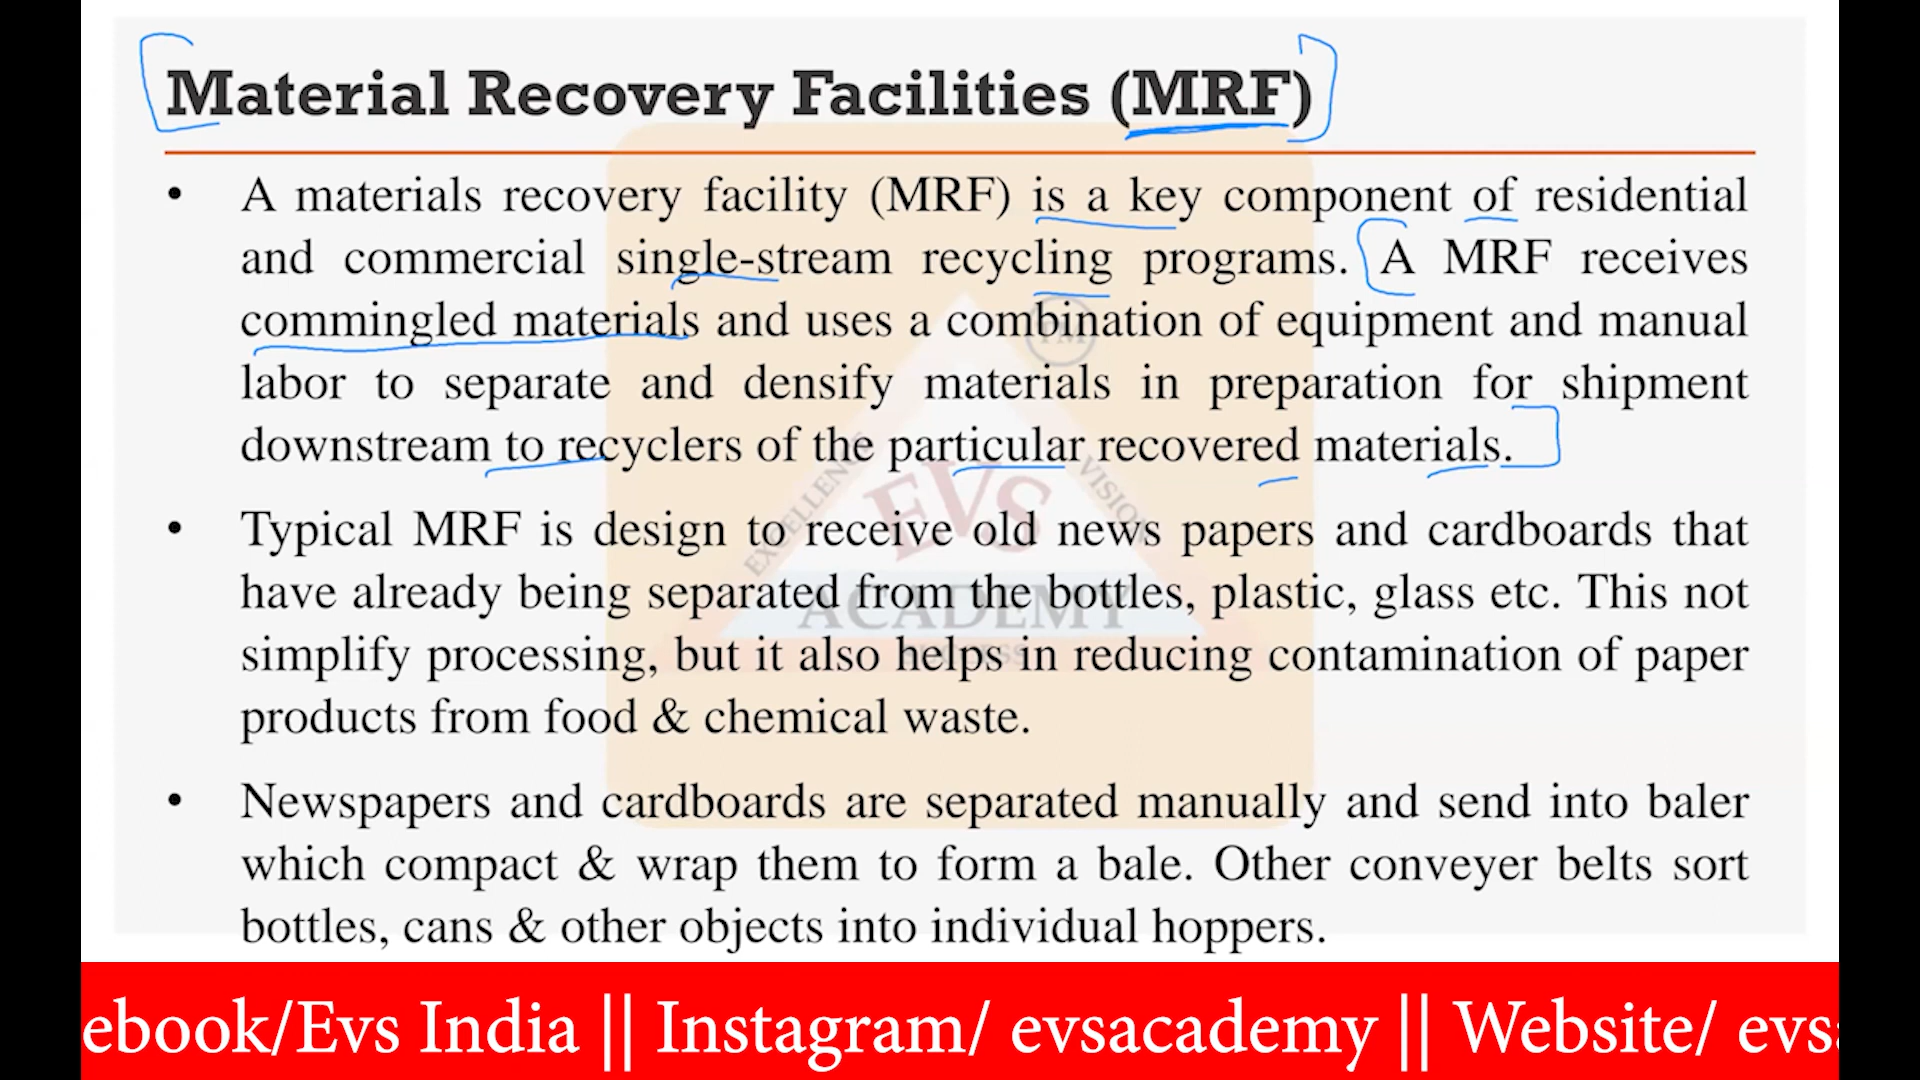 Material Recovery Facilities (MRF)
• A materials recovery facility (MRF) is a key component of residential
and commercial single-stream recycling programs. A MRF receives
commingled materials and uses a combination of equipment and manual
labor to separate and densify materials in preparation for shipment
downstream to recyclers of the particular recovered materials.
• Typical MRF is design to receive old news papers and cardboards that
have already being separated from the bottles, plastic, glass etc. This not
simplify processing, but it also helps in reducing contamination of paper
products from food & chemical waste.
• Newspapers and cardboards are separated manually and send into baler
which compact & wrap them to form a bale. Other conveyer belts sort
bottles, cans & other objects into individual hoppers.
TM
EXCELLENCE
VISION
EVS
ACADEMY
ebook/Evs India || Instagram/ evsacademy || Website/ evs